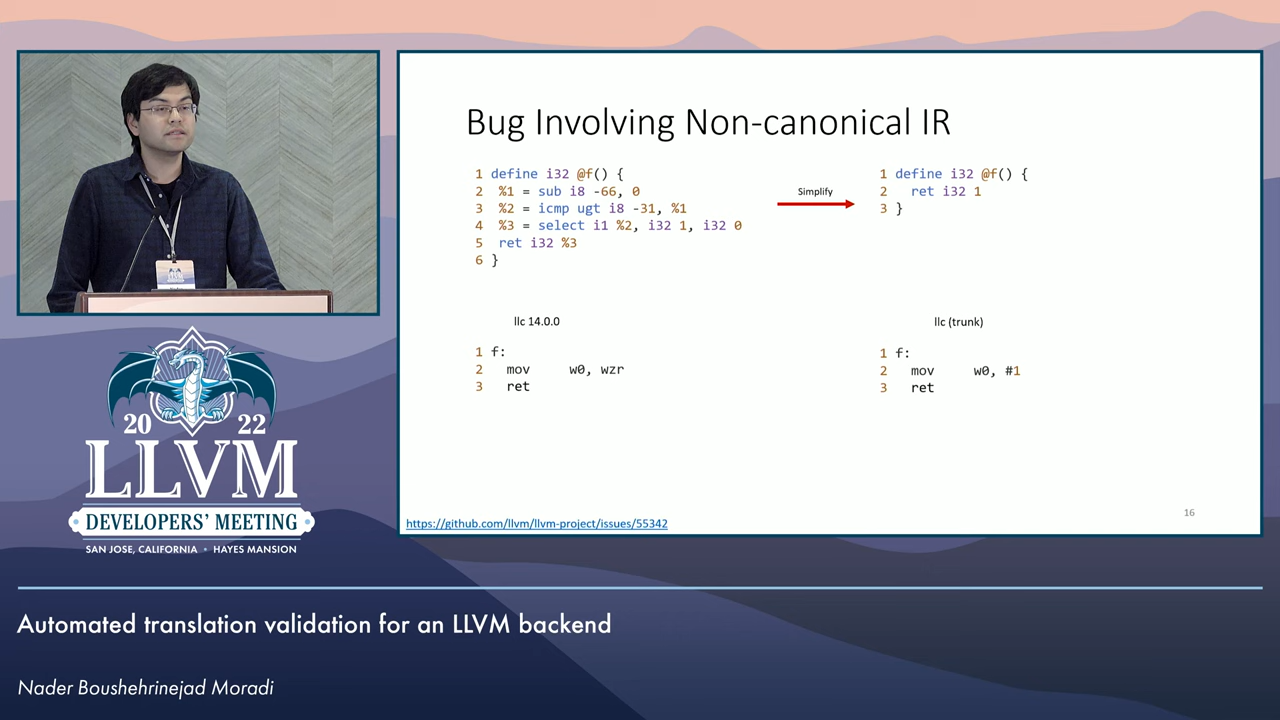 Bug Involving Non-canonical IR
1 define i32 @f() {
2 %1 = sub i8 -66, 0
3 %2 = icmp ugt i8 -31, %1
4 %3 = select i1 %2, i32 1, i32 0
5 ret i32 %3
6 }
Simplify
1 define i32 @f() {
2 ret i32 1
3 }
llc 14.0.0
1 f:
2 mov w0, wzr
3 ret
llc (trunk)
1 f:
2 mov w0, #1
3 ret
https://github.com/llvm/llvm-project/issues/55342
16
20 22
LLVM
DEVELOPERS' MEETING
SAN JOSE, CALIFORNIA • HAYES MANSION
Automated translation validation for an LLVM backend
Nader Boushehrinejad Moradi